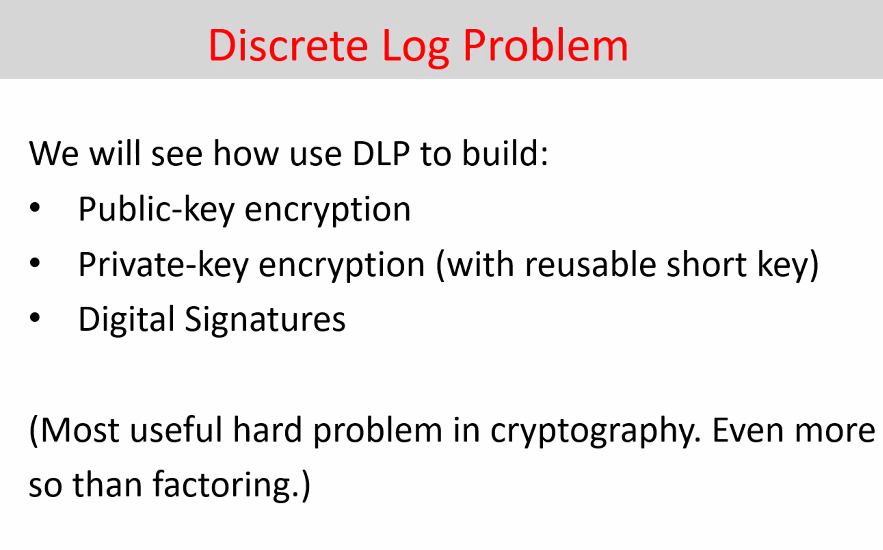 Discrete Log Problem
We will see how use DLP to build:
• Public-key encryption
• Private-key encryption (with reusable short key)
• Digital Signatures
(Most useful hard problem in cryptography. Even more
so than factoring.)